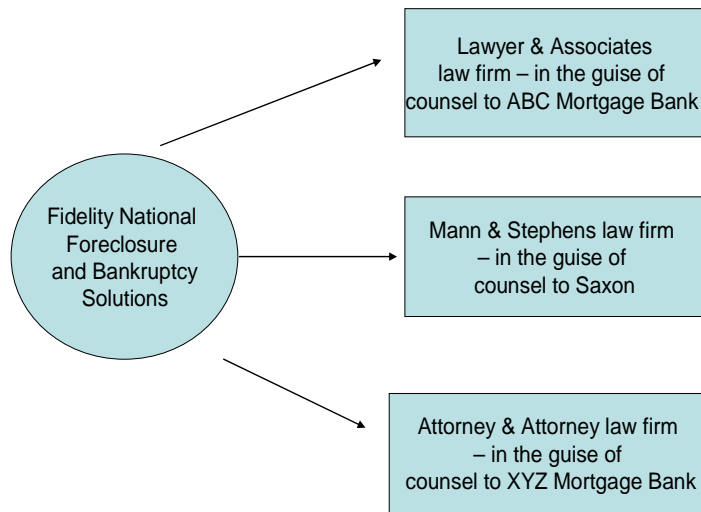 Lawyer & Associates
law firm – in the guise of
counsel to ABC Mortgage Bank
Fidelity National
Foreclosure
and Bankruptcy
Solutions
Mann & Stephens law firm
– in the guise of
counsel to Saxon
Attorney & Attorney law firm
– in the guise of
counsel to XYZ Mortgage Bank